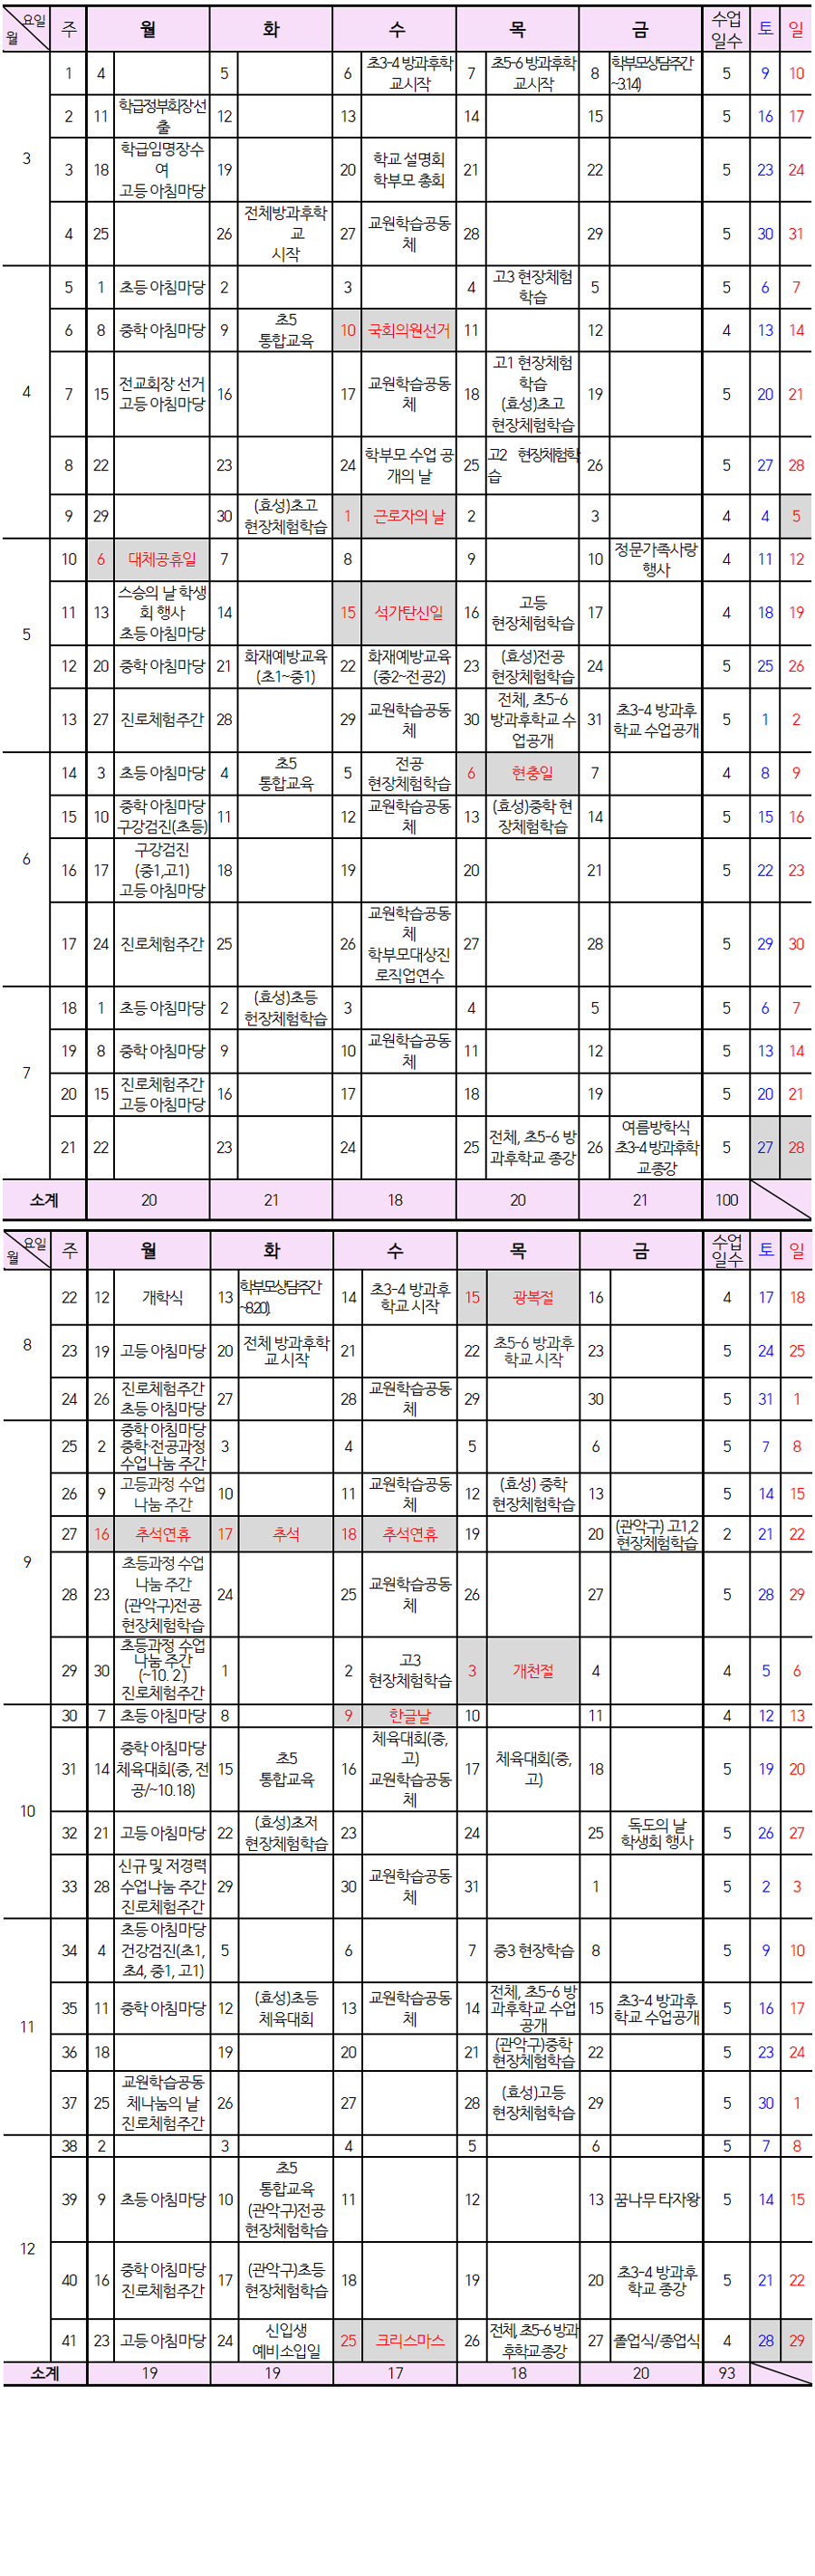 요일
월 주 월 화 수 목 금 수업 일수 토 일
3
1 4 5 6 초3-4 방과후학교시작 7 초5-6 방과후학교시작 8 학부모상담주간~3.14) 5 9 10
2 11 학급정부회장선출 12 13 14 15 5 16 17
3 18 학급임명장수여 고등 아침마당 19 20 학교 설명회 학부모 총회 21 22 5 23 24
4 25 26 전체방과후학교 시작 27 교원학습공동체 28 29 5 30 31
4
5 1 초등 아침마당 2 3 4 고3 현장체험학습 5 5 6 7
6 8 중학 아침마당 9 초5 통합교육 10 국회의원선거 11 12 4 13 14
7 15 전교회장 선거 고등 아침마당 16 17 교원학습공동체 18 고1 현장체험학습 (효성)초고 현장체험학습 19 5 20 21
8 22 23 24 학부모 수업 공개의 날 25 고2 현장체험학습 26 5 27 28
9 29 30 (효성)초고 현장체험학습 1 근로자의 날 2 3 4 4 5
5
10 6 대체공휴일 7 8 9 10 정문가족사랑 행사 4 11 12
11 13 스승의 날 학생회 행사 초등 아침마당 14 15 석가탄신일 16 고등 현장체험학습 17 4 18 19
12 20 중학 아침마당 21 화재예방교육 (초1~중1) 22 화재예방교육 (중2~전공2) 23 (효성)전공 현장체험학습 24 5 25 26
13 27 진로체험주간 28 29 교원학습공동체 30 전체, 초5-6 방과후학교 수업공개 31 초3-4 방과후학교 수업공개 5 1 2
6
14 3 초등 아침마당 4 초5 통합교육 5 전공 현장체험학습 6 현충일 7 4 8 9
15 10 중학 아침마당 구강검진(초등) 11 12 교원학습공동체 13 (효성)중학 현장체험학습 14 5 15 16
16 17 구강검진 (중1,고1) 고등 아침마당 18 19 20 21 5 22 23
17 24 진로체험주간 25 26 교원학습공동체 학부모대상진로직업연수 27 28 5 29 30
7
18 1 초등 아침마당 2 (효성)초등 헌장체험학습 3 4 5 5 6 7
19 8 중학 아침마당 9 10 교원학습공동체 11 12 5 13 14
20 15 진로체험주간 고등 아침마당 16 17 18 19 5 20 21
21 22 23 24 25 전체, 초5-6 방과후학교 종강 26 여름방학식 초3-4 방과후학교종강 5 27 28
소계 20 21 18 20 21 100
요일
월 주 월 화 수 목 금 수업 일수 토 일
8
22 12 개학식 13 학부모상담주간~8.20). 14 초3-4 방과후학교 시작 15 광복절 16 4 17 18
23 19 고등 아침마당 20 전체 방과후학교 시작 21 22 초5-6 방과후학교 시작 23 5 24 25
24 26 진로체험주간 초등 아침마당 27 28 교원학습공동체 29 30 5 31 1
9
25 2 중학 아침마당 중학·전공과정 수업나눔 주간 3 4 5 6 5 7 8
26 9 고등과정 수업나눔 주간 10 11 교원학습공동체 12 (효성) 중학 현장체험학습 13 5 14 15
27 16 추석연휴 17 추석 18 추석연휴 19 20 (관악구) 고1,2 현장체험학습 2 21 22
28 23 초등과정 수업나눔 주간 (관악구)전공 현장체험학습 24 25 교원학습공동체 26 27 5 28 29
29 30 초등과정 수업나눔 주간 (~10. 2.) 진로체험주간 1 2 고3 현장체험학습 3 개천절 4 4 5 6
10
30 7 초등 아침마당 8 9 한글날 10 11 4 12 13
31 14 중학 아침마당 체육대회(중, 전공/~10.18) 15 초5 통합교육 16 체육대회(중, 고) 교원학습공동체 17 체육대회(중, 고) 18 5 19 20
32 21 고등 아침마당 22 (효성)초저 현장체험학습 23 24 25 독도의 날 학생회 행사 5 26 27
33 28 신규 및 저경력 수업나눔 주간 진로체험주간 29 30 교원학습공동체 31 1 5 2 3
11
34 4 초등 아침마당 건강검진(초1, 초4, 중1, 고1) 5 6 7 중3 현장학습 8 5 9 10
35 11 중학 아침마당 12 (효성)초등 체육대회 13 교원학습공동체 14 전체, 초5-6 방과후학교 수업공개 15 초3-4 방과후학교 수업공개 5 16 17
36 18 19 20 21 (관악구)중학 현장체험학습 22 5 23 24
37 25 교원학습공동체나눔의 날 진로체험주간 26 27 28 (효성)고등 현장체험학습 29 5 30 1
12
38 2 3 4 5 6 5 7 8
39 9 초등 아침마당 10 초5 통합교육 (관악구)전공 현장체험학습 11 12 13 꿈나무 타자왕 5 14 15
40 16 중학 아침마당 진로체험주간 17 (관악구)초등 현장체험학습 18 19 20 초3-4 방과후학교 종강 5 21 22
41 23 고등 아침마당 24 신입생 예비소입일 25 크리스마스 26 전체, 초5-6 방과후학교 종강 27 졸업식/종업식 4 28 29
소계 19 19 17 18 20 93